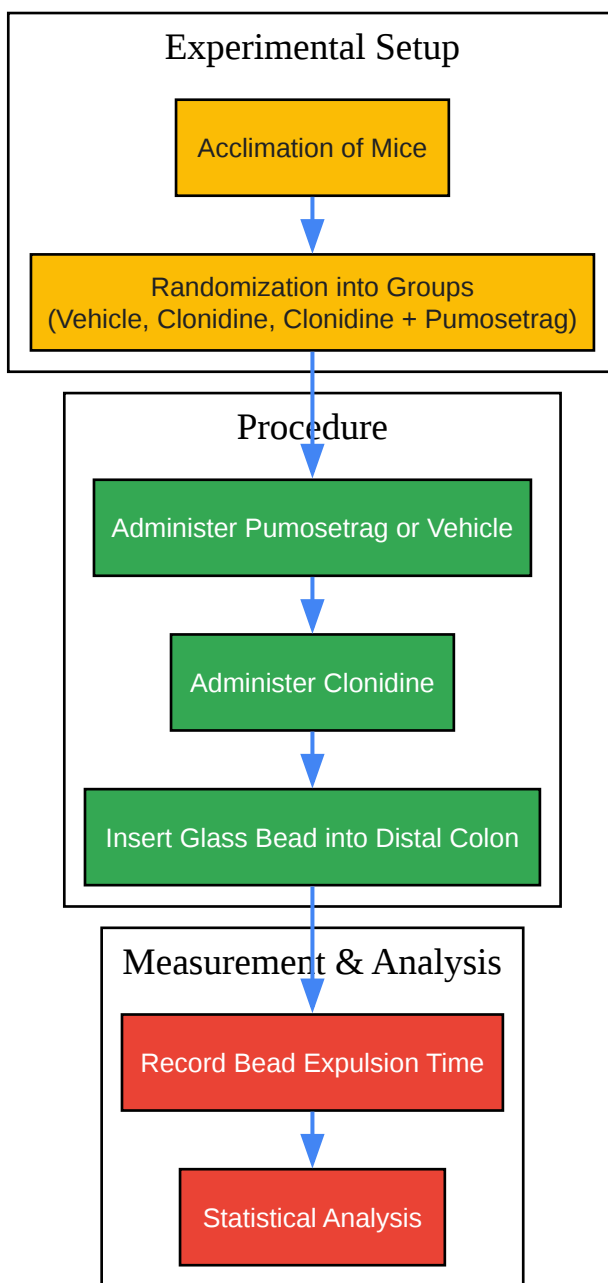 Experimental Setup
Acclimation of Mice
Randomization into Groups
(Vehicle, Clonidine, Clonidine + Pumosetrag)
Procedure
Administer Pumosetrag or Vehicle
Administer Clonidine
Insert Glass Bead into Distal Colon
Measurement & Analysis
Record Bead Expulsion Time
Statistical Analysis